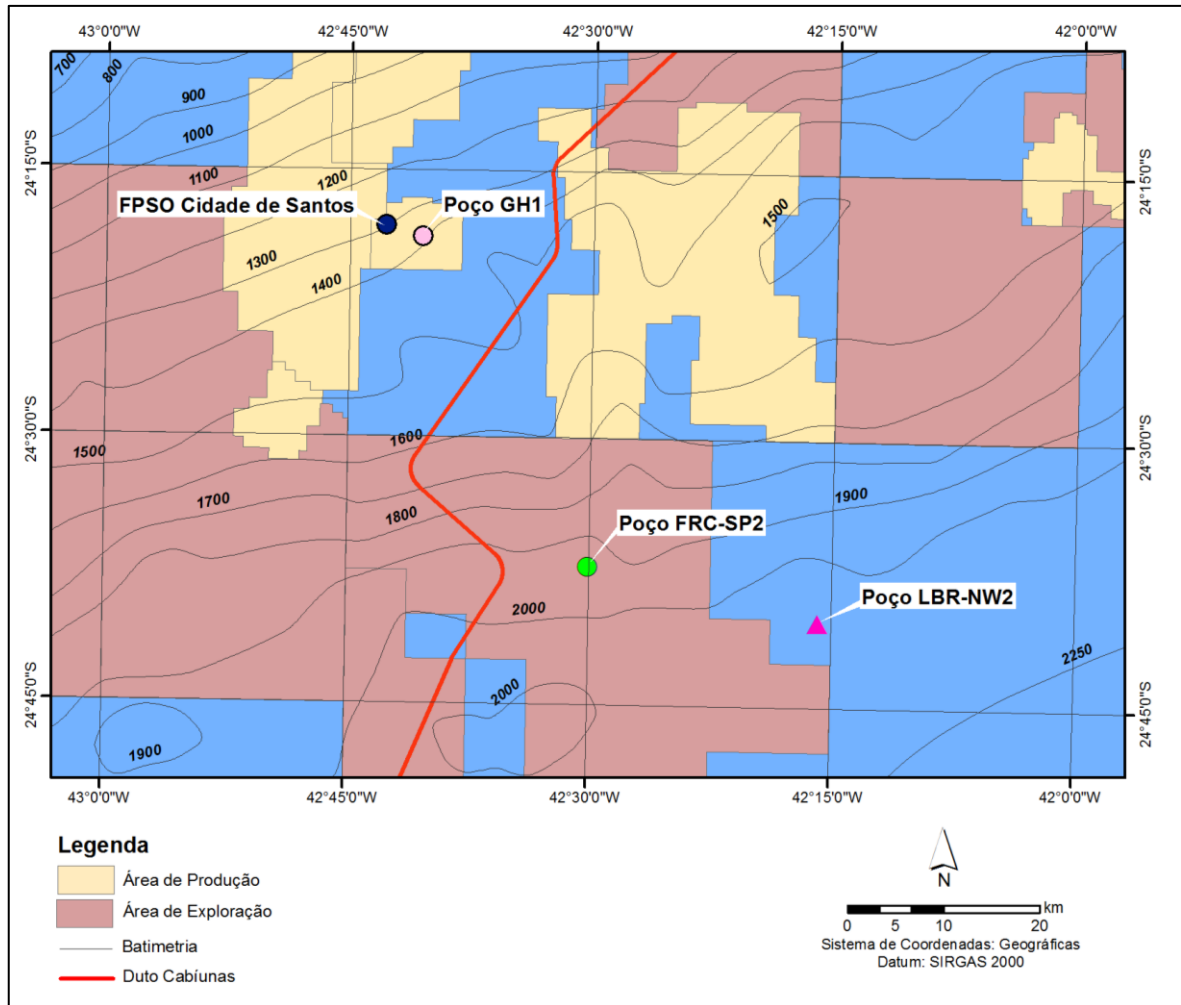 43°0'0"W 42°45'0"W 42°30'0"W 42°15'0"W 42°0'0"W
700
800
900
1000
24°15'0"S
24°15'0"S
1100
1200
FPSO Cidade de Santos
Poço GH1
1500
1300
1400
24°30'0"S
24°30'0"S
1500
1600
1700
1800
1900
Poço FRC-SP2
2000
Poço LBR-NW2
2250
24°45'0"S
24°45'0"S
2000
1900
43°0'0"W 42°45'0"W 42°30'0"W 42°15'0"W 42°0'0"W
Legenda
Área de Produção
Área de Exploração
Batimetria
Duto Cabíunas
N
km
0 5 10 20
Sistema de Coordenadas: Geográficas
Datum: SIRGAS 2000